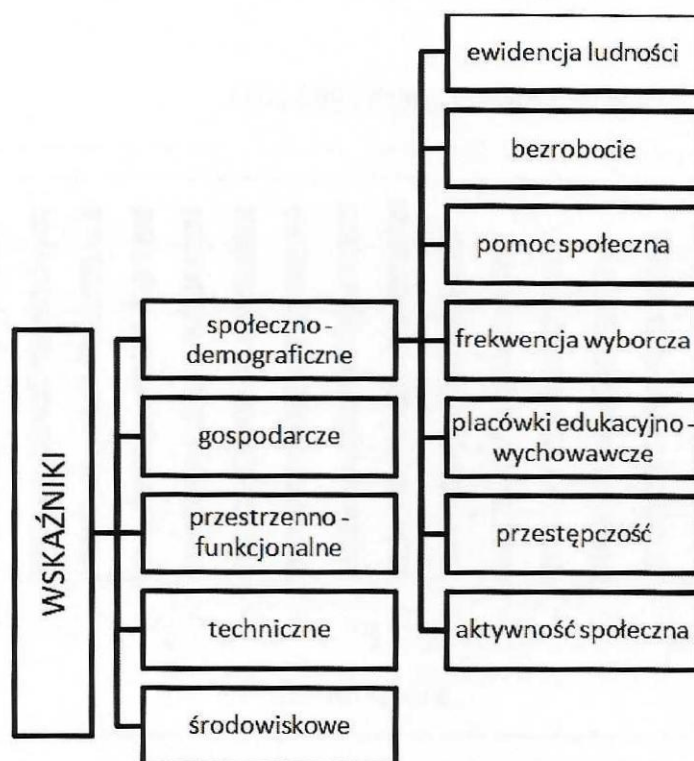 WSKAŹNIKI
społeczno-
demograficzne
gospodarcze
przestrzenno-
funkcjonalne
techniczne
środowiskowe
ewidencja ludności
bezrobocie
pomoc społeczna
frekwencja wyborcza
placówki edukacyjno-
wychowawcze
przestępczość
aktywność społeczna